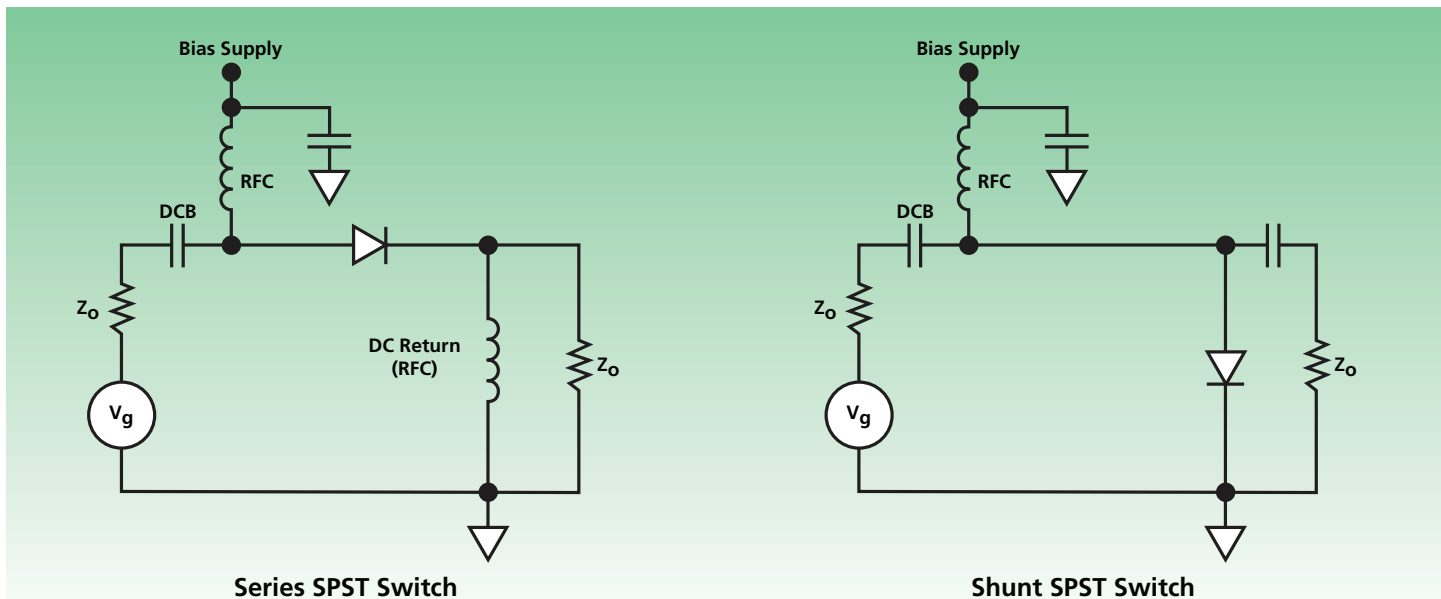 Bias Supply
RFC
DCB
Zo
DC Return
(RFC)
Zo
Vg
Series SPST Switch
Bias Supply
RFC
DCB
Zo
Zo
Vg
Shunt SPST Switch